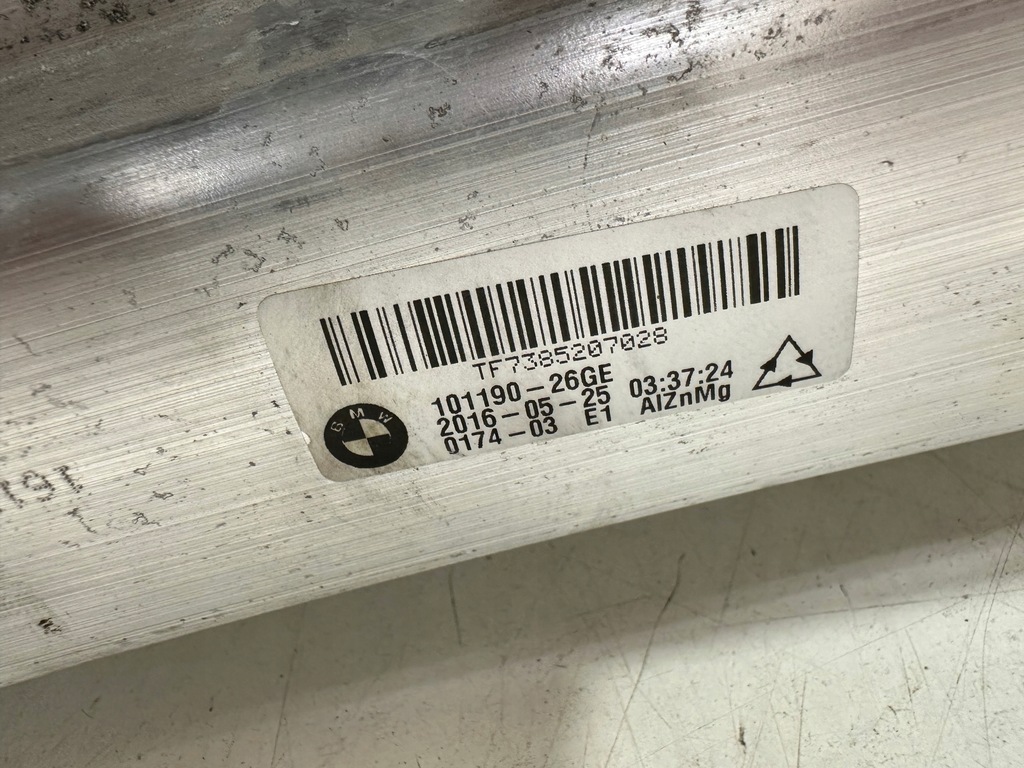 TF7385207028
101190-26GE
2016-05-25 03:37:24
0174-03 E1 AlZnMg
BMW